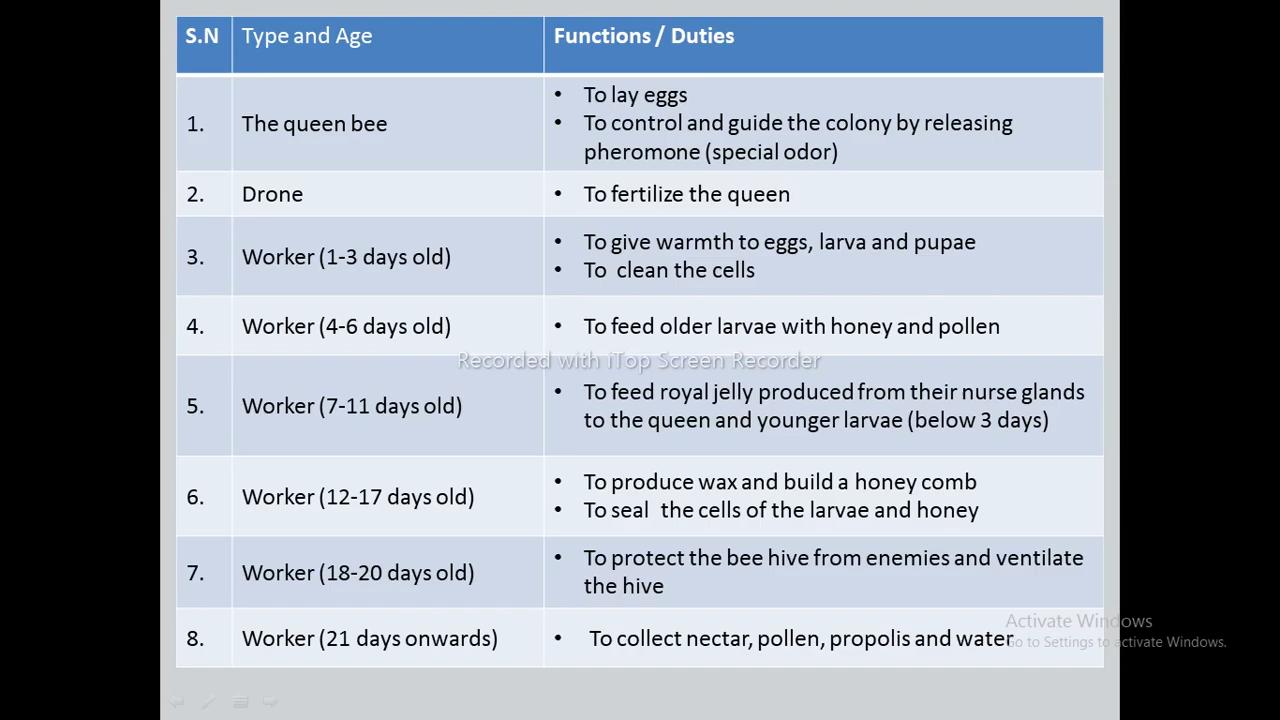 S.N Type and Age Functions / Duties
1. The queen bee
• To lay eggs
• To control and guide the colony by releasing
pheromone (special odor)
2. Drone • To fertilize the queen
3. Worker (1-3 days old)
• To give warmth to eggs, larva and pupae
• To clean the cells
4. Worker (4-6 days old) • To feed older larvae with honey and pollen
Recorded with iTop Screen Recorder
5. Worker (7-11 days old)
• To feed royal jelly produced from their nurse glands
to the queen and younger larvae (below 3 days)
6. Worker (12-17 days old)
• To produce wax and build a honey comb
• To seal the cells of the larvae and honey
7. Worker (18-20 days old)
• To protect the bee hive from enemies and ventilate
the hive
8. Worker (21 days onwards) • To collect nectar, pollen, propolis and water
Activate Windows
Go to Settings to activate Windows.